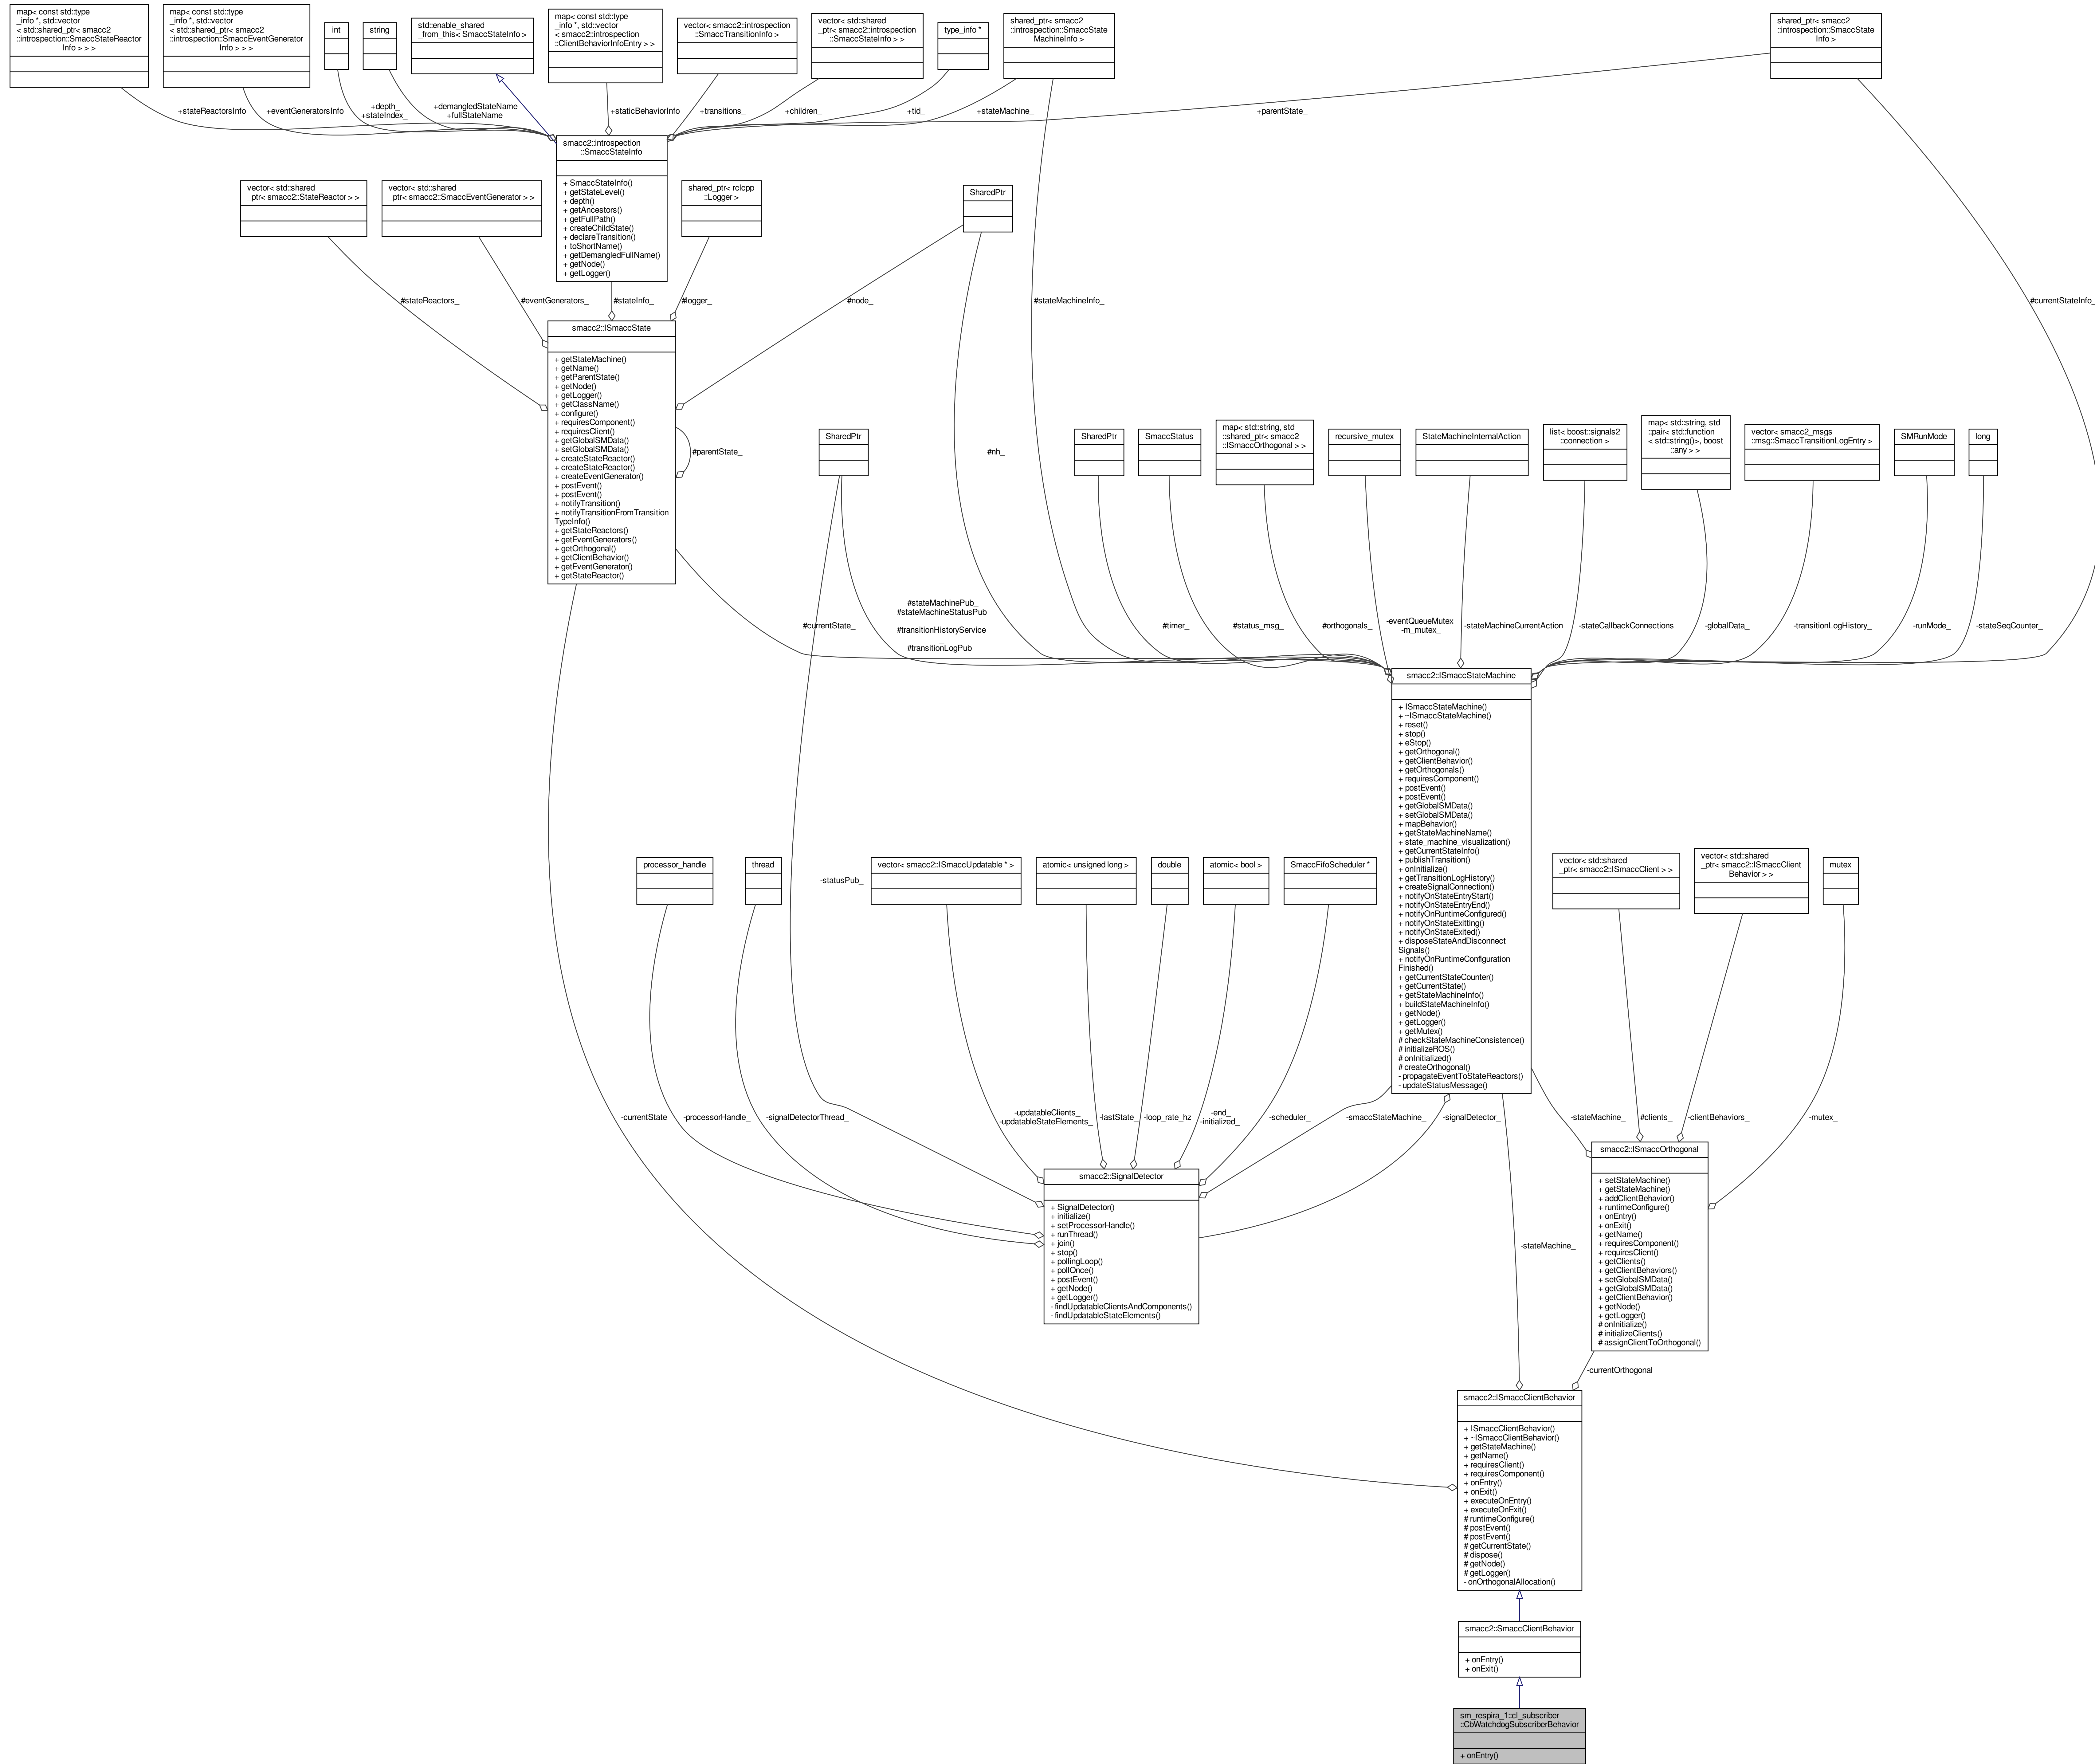 map< const std::type
_info *, std::vector
< std::shared_ptr< smacc2
::introspection::SmaccStateReactor
Info > > >
map< const std::type
_info *, std::vector
< std::shared_ptr< smacc2
::introspection::SmaccEventGenerator
Info > > >
int
string
std::enable_shared
_from_this< SmaccStateInfo >
map< const std::type
_info *, std::vector
< smacc2::introspection
::ClientBehaviorInfoEntry > >
vector< smacc2::introspection
::SmaccTransitionInfo >
vector< std::shared
_ptr< smacc2::introspection
::SmaccStateInfo > >
type_info *
shared_ptr< smacc2
::introspection::SmaccState
MachineInfo >
shared_ptr< smacc2
::introspection::SmaccState
Info >
+stateReactorsInfo
+eventGeneratorsInfo
+depth_
+stateIndex_
+demangledStateName
+fullStateName
+staticBehaviorInfo
+transitions_
+children_
+tid_
+stateMachine_
+parentState_
smacc2::introspection
::SmaccStateInfo
+ SmaccStateInfo()
+ getStateLevel()
+ depth()
+ getAncestors()
+ getFullPath()
+ createChildState()
+ declareTransition()
+ toShortName()
+ getDemangledFullName()
+ getNode()
+ getLogger()
vector< std::shared
_ptr< smacc2::StateReactor > >
vector< std::shared
_ptr< smacc2::SmaccEventGenerator > >
shared_ptr< rclcpp
::Logger >
SharedPtr
#stateReactors_
#eventGenerators_
#stateInfo_
#logger_
#node_
#stateMachineInfo_
#currentStateInfo_
smacc2::ISmaccState
+ getStateMachine()
+ getName()
+ getParentState()
+ getNode()
+ getLogger()
+ getClassName()
+ configure()
+ requiresComponent()
+ requiresClient()
+ getGlobalSMData()
+ setGlobalSMData()
+ createStateReactor()
+ createStateReactor()
+ createEventGenerator()
+ postEvent()
+ postEvent()
+ notifyTransition()
+ notifyTransitionFromTransition
TypeInfo()
+ getStateReactors()
+ getEventGenerators()
+ getOrthogonal()
+ getClientBehavior()
+ getEventGenerator()
+ getStateReactor()
#parentState_
SharedPtr
#nh_
SharedPtr
SmaccStatus
map< std::string, std
::shared_ptr< smacc2
::ISmaccOrthogonal > >
recursive_mutex
StateMachineInternalAction
list< boost::signals2
::connection >
map< std::string, std
::pair< std::function
< std::string()>, boost
::any > >
vector< smacc2_msgs
::msg::SmaccTransitionLogEntry >
SMRunMode
long
#currentState_
#stateMachinePub_
#stateMachineStatusPub
_
#transitionHistoryService
_
#transitionLogPub_
#timer_
#status_msg_
#orthogonals_
-eventQueueMutex_
-m_mutex_
-stateMachineCurrentAction
-stateCallbackConnections
-globalData_
-transitionLogHistory_
-runMode_
-stateSeqCounter_
smacc2::ISmaccStateMachine
+ ISmaccStateMachine()
+ ~ISmaccStateMachine()
+ reset()
+ stop()
+ eStop()
+ getOrthogonal()
+ getClientBehavior()
+ getOrthogonals()
+ requiresComponent()
+ postEvent()
+ postEvent()
+ getGlobalSMData()
+ setGlobalSMData()
+ mapBehavior()
+ getStateMachineName()
+ state_machine_visualization()
+ getCurrentStateInfo()
+ publishTransition()
+ onInitialize()
+ getTransitionLogHistory()
+ createSignalConnection()
+ notifyOnStateEntryStart()
+ notifyOnStateEntryEnd()
+ notifyOnRuntimeConfigured()
+ notifyOnStateExitting()
+ notifyOnStateExited()
+ disposeStateAndDisconnect
Signals()
+ notifyOnRuntimeConfiguration
Finished()
+ getCurrentStateCounter()
+ getCurrentState()
+ getStateMachineInfo()
+ buildStateMachineInfo()
+ getNode()
+ getLogger()
+ getMutex()
# checkStateMachineConsistence()
# initializeROS()
# onInitialized()
# createOrthogonal()
- propagateEventToStateReactors()
- updateStatusMessage()
processor_handle
thread
-statusPub_
vector< smacc2::ISmaccUpdatable * >
atomic< unsigned long >
double
atomic< bool >
SmaccFifoScheduler *
vector< std::shared
_ptr< smacc2::ISmaccClient > >
vector< std::shared
_ptr< smacc2::ISmaccClient
Behavior > >
mutex
-currentState
-processorHandle_
-signalDetectorThread_
-updatableClients_
-updatableStateElements_
-lastState_
-loop_rate_hz
-end_
-initialized_
-scheduler_
-smaccStateMachine_
-signalDetector_
-stateMachine_
#clients_
-clientBehaviors_
-mutex_
smacc2::SignalDetector
+ SignalDetector()
+ initialize()
+ setProcessorHandle()
+ runThread()
+ join()
+ stop()
+ pollingLoop()
+ pollOnce()
+ postEvent()
+ getNode()
+ getLogger()
- findUpdatableClientsAndComponents()
- findUpdatableStateElements()
smacc2::ISmaccOrthogonal
+ setStateMachine()
+ getStateMachine()
+ addClientBehavior()
+ runtimeConfigure()
+ onEntry()
+ onExit()
+ getName()
+ requiresComponent()
+ requiresClient()
+ getClients()
+ getClientBehaviors()
+ setGlobalSMData()
+ getGlobalSMData()
+ getClientBehavior()
+ getNode()
+ getLogger()
# onInitialize()
# initializeClients()
# assignClientToOrthogonal()
-stateMachine_
-currentOrthogonal
smacc2::ISmaccClientBehavior
+ ISmaccClientBehavior()
+ ~ISmaccClientBehavior()
+ getStateMachine()
+ getName()
+ requiresClient()
+ requiresComponent()
+ onEntry()
+ onExit()
+ executeOnEntry()
+ executeOnExit()
# runtimeConfigure()
# postEvent()
# postEvent()
# getCurrentState()
# dispose()
# getNode()
# getLogger()
- onOrthogonalAllocation()
smacc2::SmaccClientBehavior
+ onEntry()
+ onExit()
sm_respira_1::cl_subscriber
::CbWatchdogSubscriberBehavior
+ onEntry()